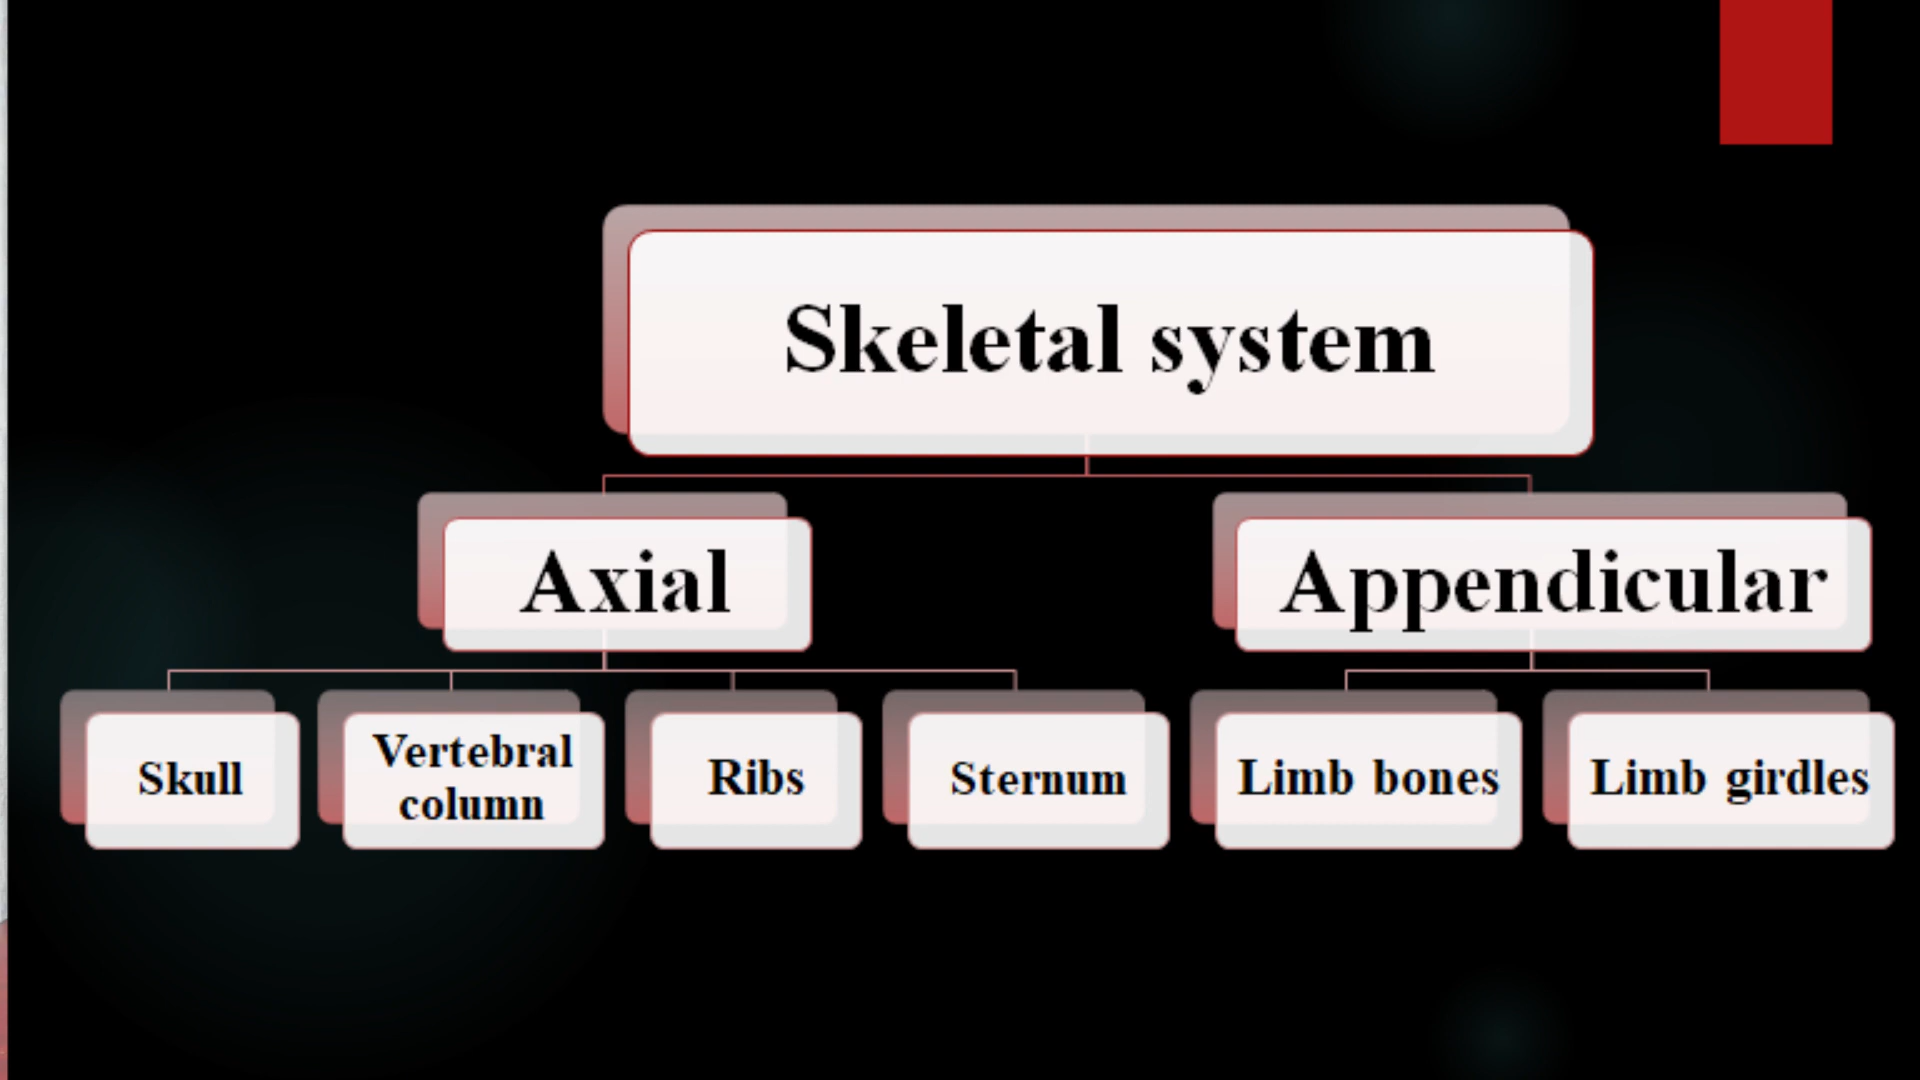 Skeletal system
Axial
Appendicular
Skull
Vertebral
column
Ribs
Sternum
Limb bones
Limb girdles